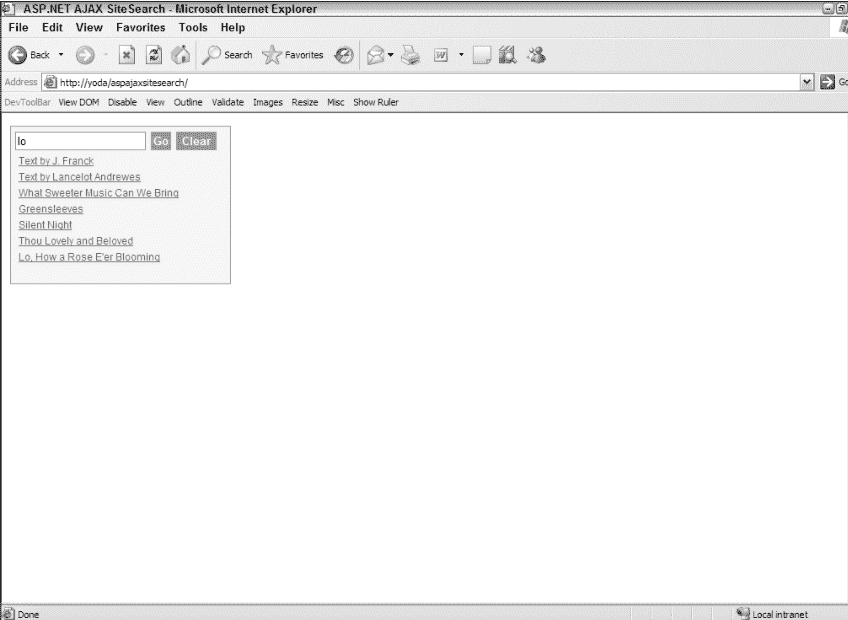 ASP.NET AJAX SiteSearch - Microsoft Internet Explorer
File Edit View Favorites Tools Help
Back Search Favorites
Address http://yoda/aspajaxsitesearch/ Go
DevToolBar View DOM Disable View Outline Validate Images Resize Misc Show Ruler
lo Go Clear
Text by J. Franck
Text by Lancelot Andrewes
What Sweeter Music Can We Bring
Greensleeves
Silent Night
Thou Lovely and Beloved
Lo, How a Rose E'er Blooming
Done Local intranet